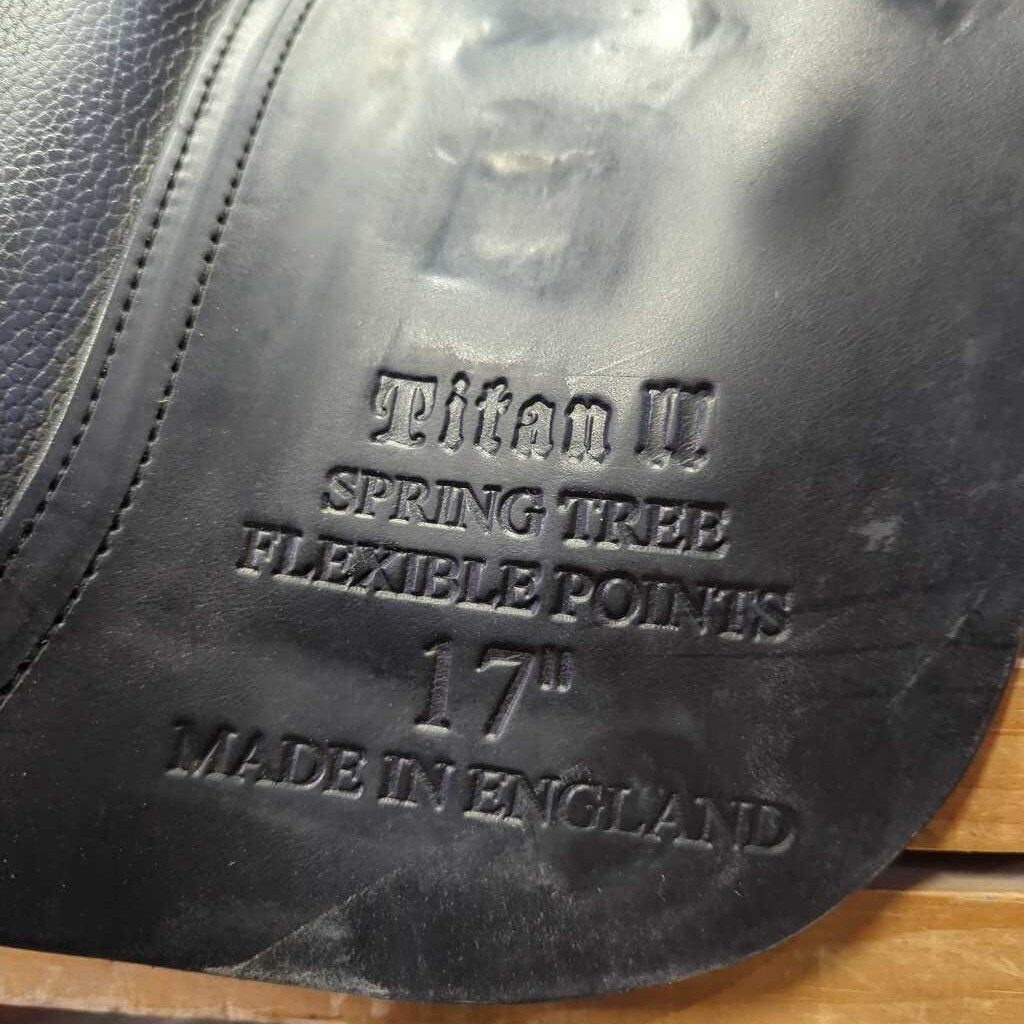 Titan II
SPRING TREE
FLEXIBLE POINTS
17"
MADE IN ENGLAND